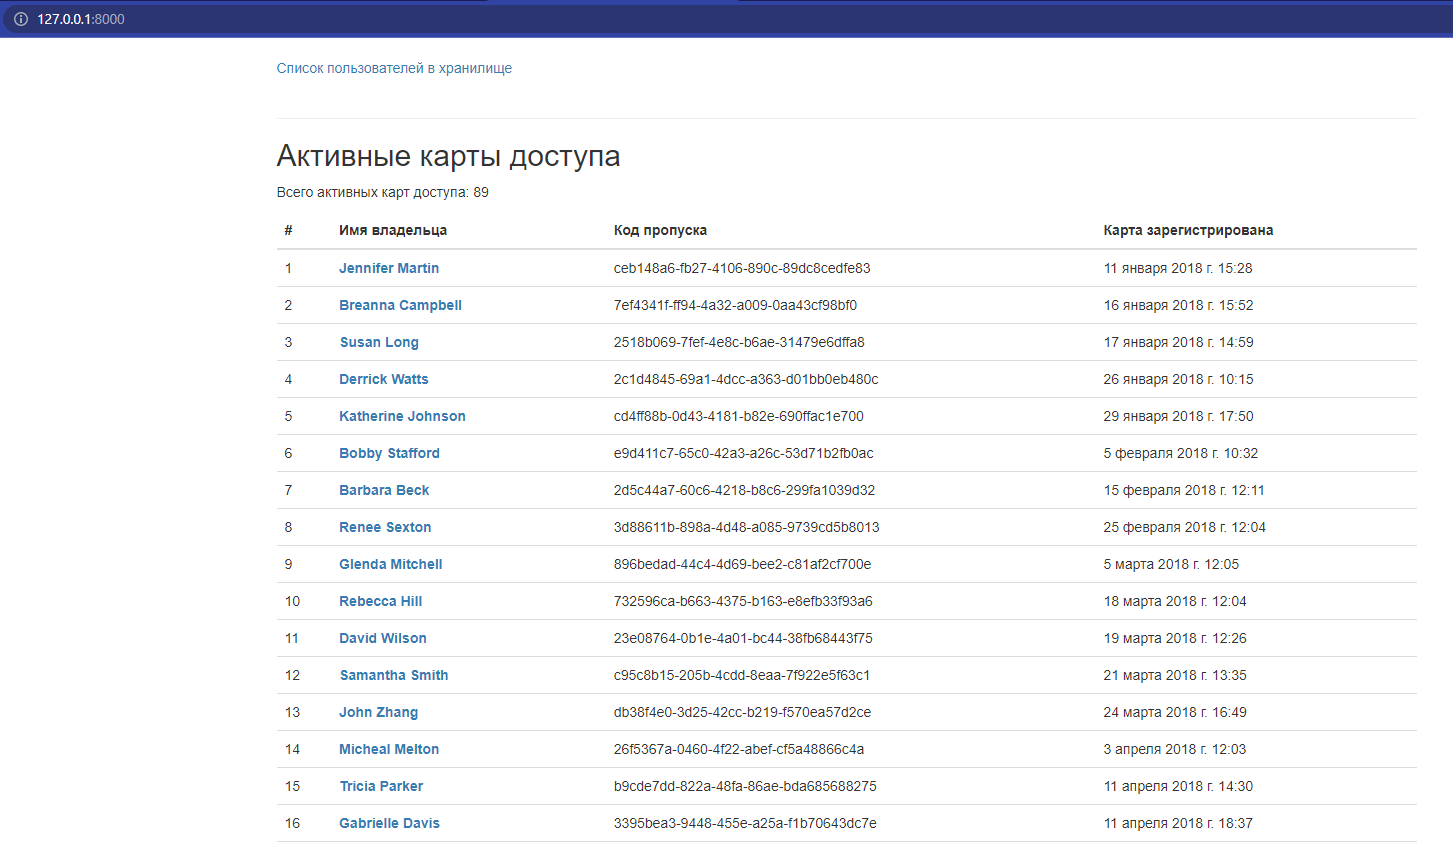 127.0.0.1:8000
Список пользователей в хранилище
Активные карты доступа
Всего активных карт доступа: 89
# Имя владельца Код пропуска Карта зарегистрирована
1 Jennifer Martin ceb148a6-fb27-4106-890c-89dc8cedfe83 11 января 2018 г. 15:28
2 Breanna Campbell 7ef4341f-ff94-4a32-a009-0aa43cf98bf0 16 января 2018 г. 15:52
3 Susan Long 2518b069-7fef-4e8c-b6ae-31479e6dffa8 17 января 2018 г. 14:59
4 Derrick Watts 2c1d4845-69a1-4dcc-a363-d01bb0eb480c 26 января 2018 г. 10:15
5 Katherine Johnson cd4ff88b-0d43-4181-b82e-690ffac1e700 29 января 2018 г. 17:50
6 Bobby Stafford e9d411c7-65c0-42a3-a26c-53d71b2fb0ac 5 февраля 2018 г. 10:32
7 Barbara Beck 2d5c44a7-60c6-4218-b8c6-299fa1039d32 15 февраля 2018 г. 12:11
8 Renee Sexton 3d88611b-898a-4d48-a085-9739cd5b8013 25 февраля 2018 г. 12:04
9 Glenda Mitchell 896bedad-44c4-4d69-bee2-c81af2cf700e 5 марта 2018 г. 12:05
10 Rebecca Hill 732596ca-b663-4375-b163-e8efb33f93a6 18 марта 2018 г. 12:04
11 David Wilson 23e08764-0b1e-4a01-bc44-38fb68443f75 19 марта 2018 г. 12:26
12 Samantha Smith c95c8b15-205b-4cdd-8eaa-7f922e5f63c1 21 марта 2018 г. 13:35
13 John Zhang db38f4e0-3d25-42cc-b219-f570ea57d2ce 24 марта 2018 г. 16:49
14 Micheal Melton 26f5367a-0460-4f22-abef-cf5a48866c4a 3 апреля 2018 г. 12:03
15 Tricia Parker b9cde7dd-822a-48fa-86ae-bda685688275 11 апреля 2018 г. 14:30
16 Gabrielle Davis 3395bea3-9448-455e-a25a-f1b70643dc7e 11 апреля 2018 г. 18:37